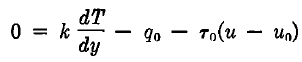 0 = k dT/dy − q₀ − τ₀(u − u₀)